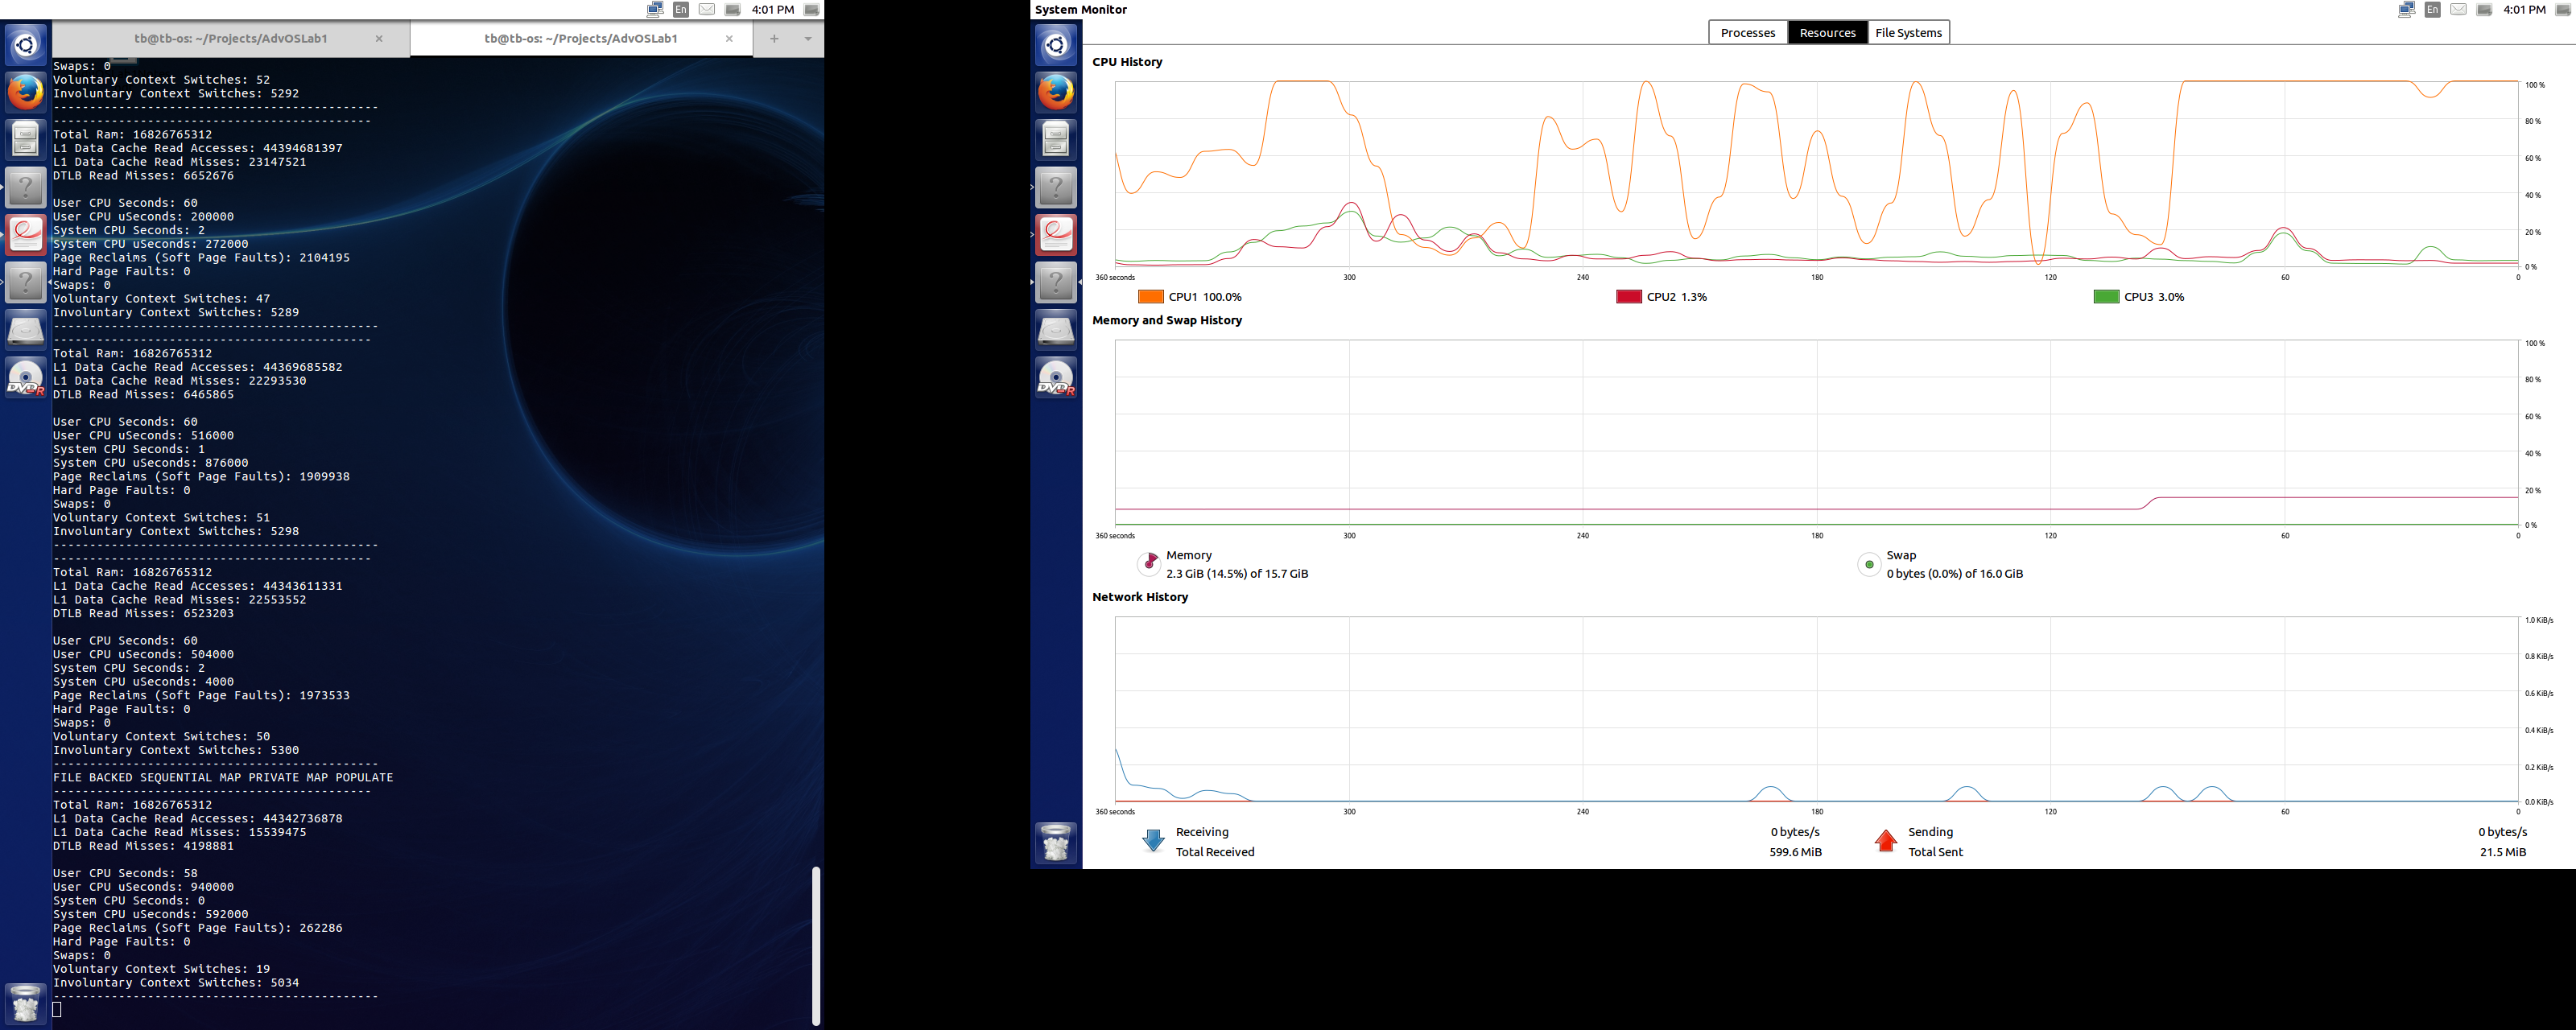 En
4:01 PM
tb@tb-os: ~/Projects/AdvOSLab1 ×
tb@tb-os: ~/Projects/AdvOSLab1 × +
Swaps: 0
Voluntary Context Switches: 52
Involuntary Context Switches: 5292
---------------------------------------------
--------------------------------------------
Total Ram: 16826765312
L1 Data Cache Read Accesses: 44394681397
L1 Data Cache Read Misses: 23147521
DTLB Read Misses: 6652676
User CPU Seconds: 60
User CPU uSeconds: 200000
System CPU Seconds: 2
System CPU uSeconds: 272000
Page Reclaims (Soft Page Faults): 2104195
Hard Page Faults: 0
Swaps: 0
Voluntary Context Switches: 47
Involuntary Context Switches: 5289
---------------------------------------------
--------------------------------------------
Total Ram: 16826765312
L1 Data Cache Read Accesses: 44369685582
L1 Data Cache Read Misses: 22293530
DTLB Read Misses: 6465865
User CPU Seconds: 60
User CPU uSeconds: 516000
System CPU Seconds: 1
System CPU uSeconds: 876000
Page Reclaims (Soft Page Faults): 1909938
Hard Page Faults: 0
Swaps: 0
Voluntary Context Switches: 51
Involuntary Context Switches: 5298
---------------------------------------------
--------------------------------------------
Total Ram: 16826765312
L1 Data Cache Read Accesses: 44343611331
L1 Data Cache Read Misses: 22553552
DTLB Read Misses: 6523203
User CPU Seconds: 60
User CPU uSeconds: 504000
System CPU Seconds: 2
System CPU uSeconds: 4000
Page Reclaims (Soft Page Faults): 1973533
Hard Page Faults: 0
Swaps: 0
Voluntary Context Switches: 50
Involuntary Context Switches: 5300
---------------------------------------------
FILE BACKED SEQUENTIAL MAP PRIVATE MAP POPULATE
--------------------------------------------
Total Ram: 16826765312
L1 Data Cache Read Accesses: 44342736878
L1 Data Cache Read Misses: 15539475
DTLB Read Misses: 4198881
User CPU Seconds: 58
User CPU uSeconds: 940000
System CPU Seconds: 0
System CPU uSeconds: 592000
Page Reclaims (Soft Page Faults): 262286
Hard Page Faults: 0
Swaps: 0
Voluntary Context Switches: 19
Involuntary Context Switches: 5034
---------------------------------------------
?
?
DVD R
System Monitor
En
4:01 PM
?
?
DVD R
Processes Resources File Systems
CPU History
100 %
80 %
60 %
40 %
20 %
0 %
360 seconds 300 240 180 120 60 0
CPU1 100.0% CPU2 1.3% CPU3 3.0%
Memory and Swap History
100 %
80 %
60 %
40 %
20 %
0 %
360 seconds 300 240 180 120 60 0
Memory
2.3 GiB (14.5%) of 15.7 GiB
Swap
0 bytes (0.0%) of 16.0 GiB
Network History
1.0 KiB/s
0.8 KiB/s
0.6 KiB/s
0.4 KiB/s
0.2 KiB/s
0.0 KiB/s
360 seconds 300 240 180 120 60 0
Receiving 0 bytes/s
Total Received 599.6 MiB
Sending 0 bytes/s
Total Sent 21.5 MiB